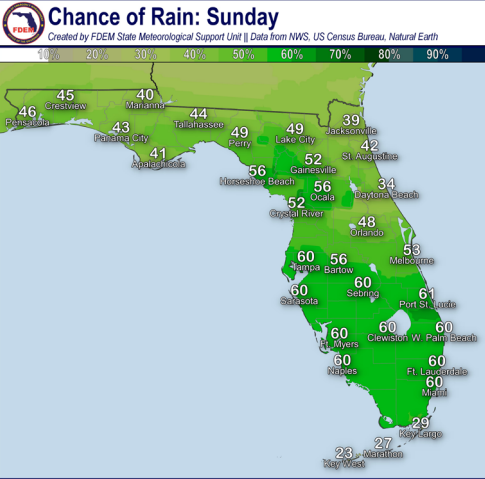 Chance of Rain: Sunday
Created by FDEM State Meteorological Support Unit || Data from NWS, US Census Bureau, Natural Earth
FDEM
10% 20% 30% 40% 50% 60% 70% 80% 90%
45
Crestview
40
Marianna
46
Pensacola
44
Tallahassee
43
Panama City
41
Apalachicola
49
Perry
49
Lake City
39
Jacksonville
42
St. Augustine
52
Gainesville
56
Horseshoe Beach
56
Ocala
34
Daytona Beach
52
Crystal River
48
Orlando
53
Melbourne
60
Tampa
56
Bartow
60
Sebring
60
Sarasota
61
Port St. Lucie
60
Ft. Myers
60
Clewiston
60
W. Palm Beach
60
Naples
60
Ft. Lauderdale
60
Miami
29
Key Largo
27
Marathon
23
Key West